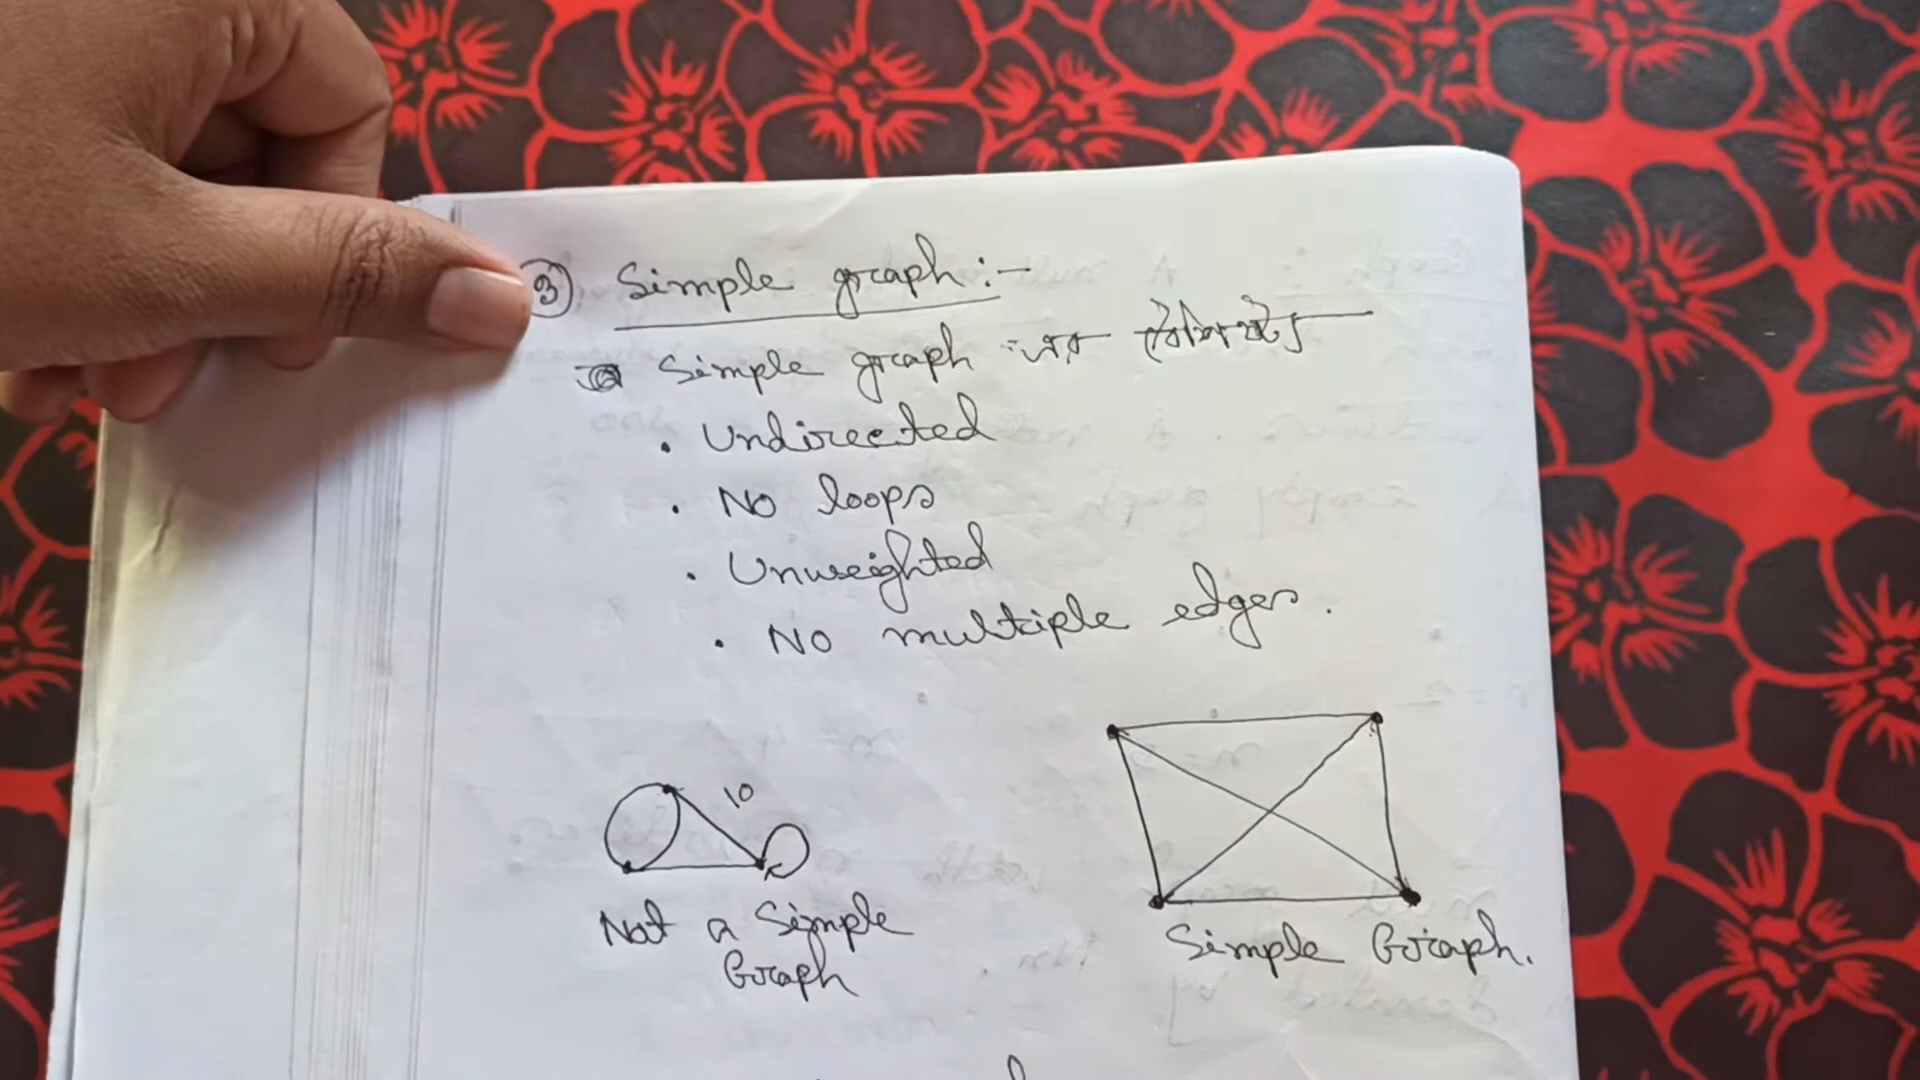 3 Simple graph:-
Simple graph এর বৈশিষ্ট্য
. Undirected
. No loops
. Unweighted
. No multiple edges.
10
Not a Simple
Graph
Simple Graph.